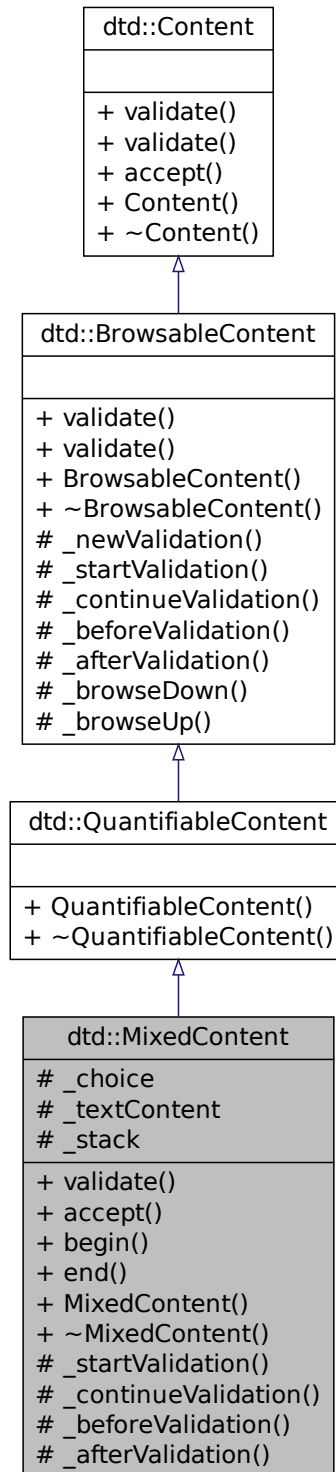 dtd::Content
+ validate()
+ validate()
+ accept()
+ Content()
+ ~Content()
dtd::BrowsableContent
+ validate()
+ validate()
+ BrowsableContent()
+ ~BrowsableContent()
# _newValidation()
# _startValidation()
# _continueValidation()
# _beforeValidation()
# _afterValidation()
# _browseDown()
# _browseUp()
dtd::QuantifiableContent
+ QuantifiableContent()
+ ~QuantifiableContent()
dtd::MixedContent
# _choice
# _textContent
# _stack
+ validate()
+ accept()
+ begin()
+ end()
+ MixedContent()
+ ~MixedContent()
# _startValidation()
# _continueValidation()
# _beforeValidation()
# _afterValidation()